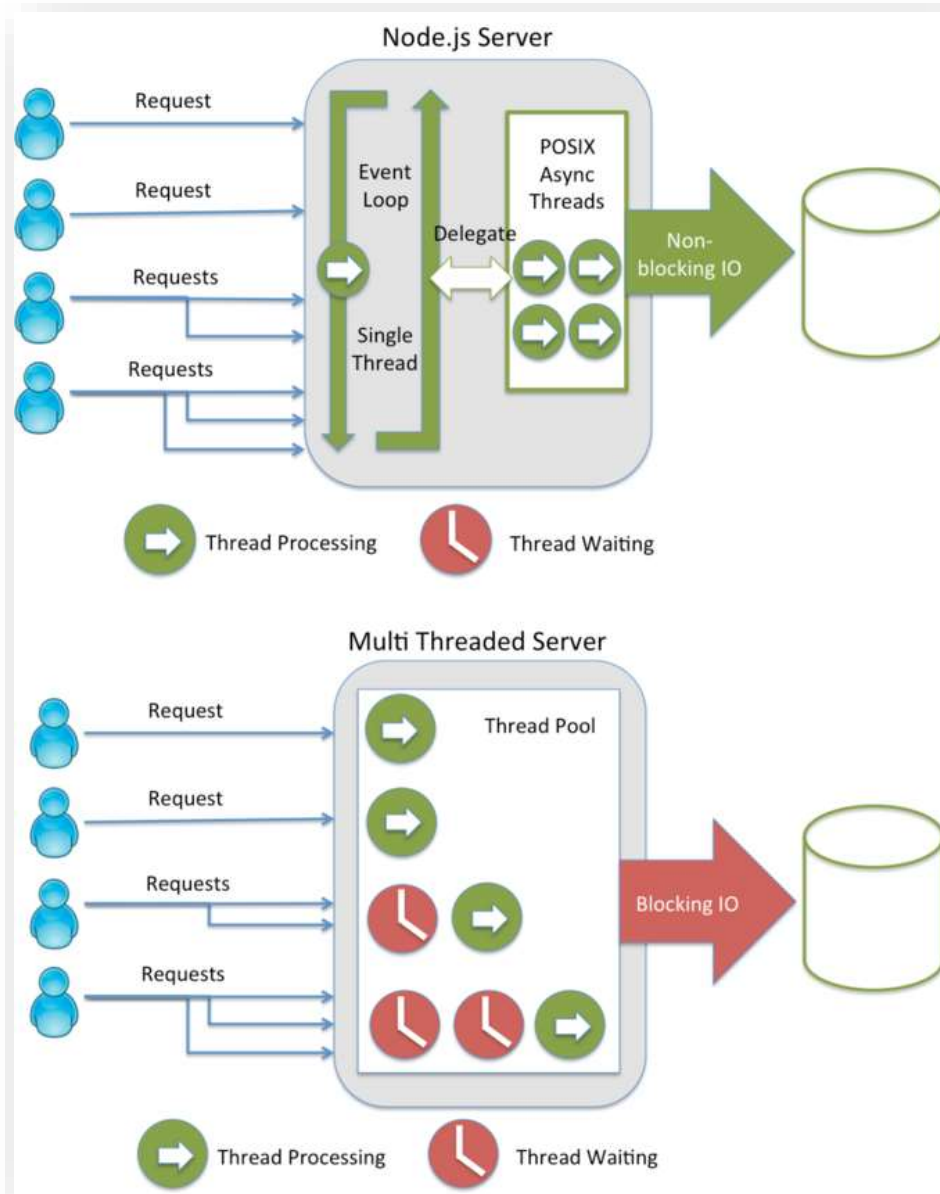 Node.js Server
Request
Request
Requests
Requests
Event
Loop
Single
Thread
Delegate
POSIX
Async
Threads
Non-
blocking IO
Thread Processing
Thread Waiting
Multi Threaded Server
Request
Request
Requests
Requests
Thread Pool
Blocking IO
Thread Processing
Thread Waiting